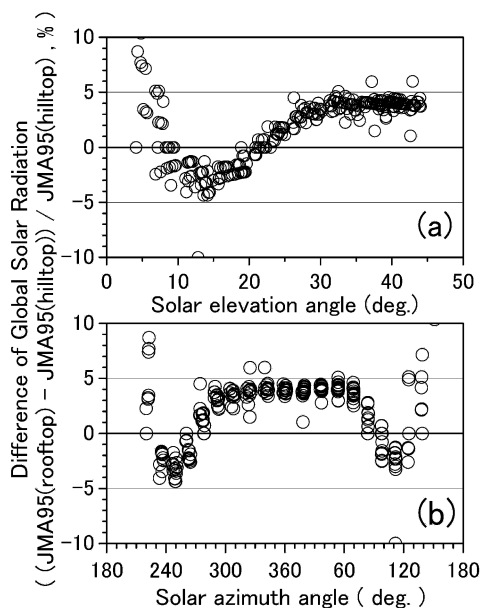 Difference of Global Solar Radiation
( (JMA95(rooftop) - JMA95(hilltop)) / JMA95(hilltop) , %)
10
5
0
-5
-10
(a)
0 10 20 30 40 50
Solar elevation angle (deg.)
10
5
0
-5
-10
(b)
180 240 300 360 60 120 180
Solar azimuth angle ( deg.)